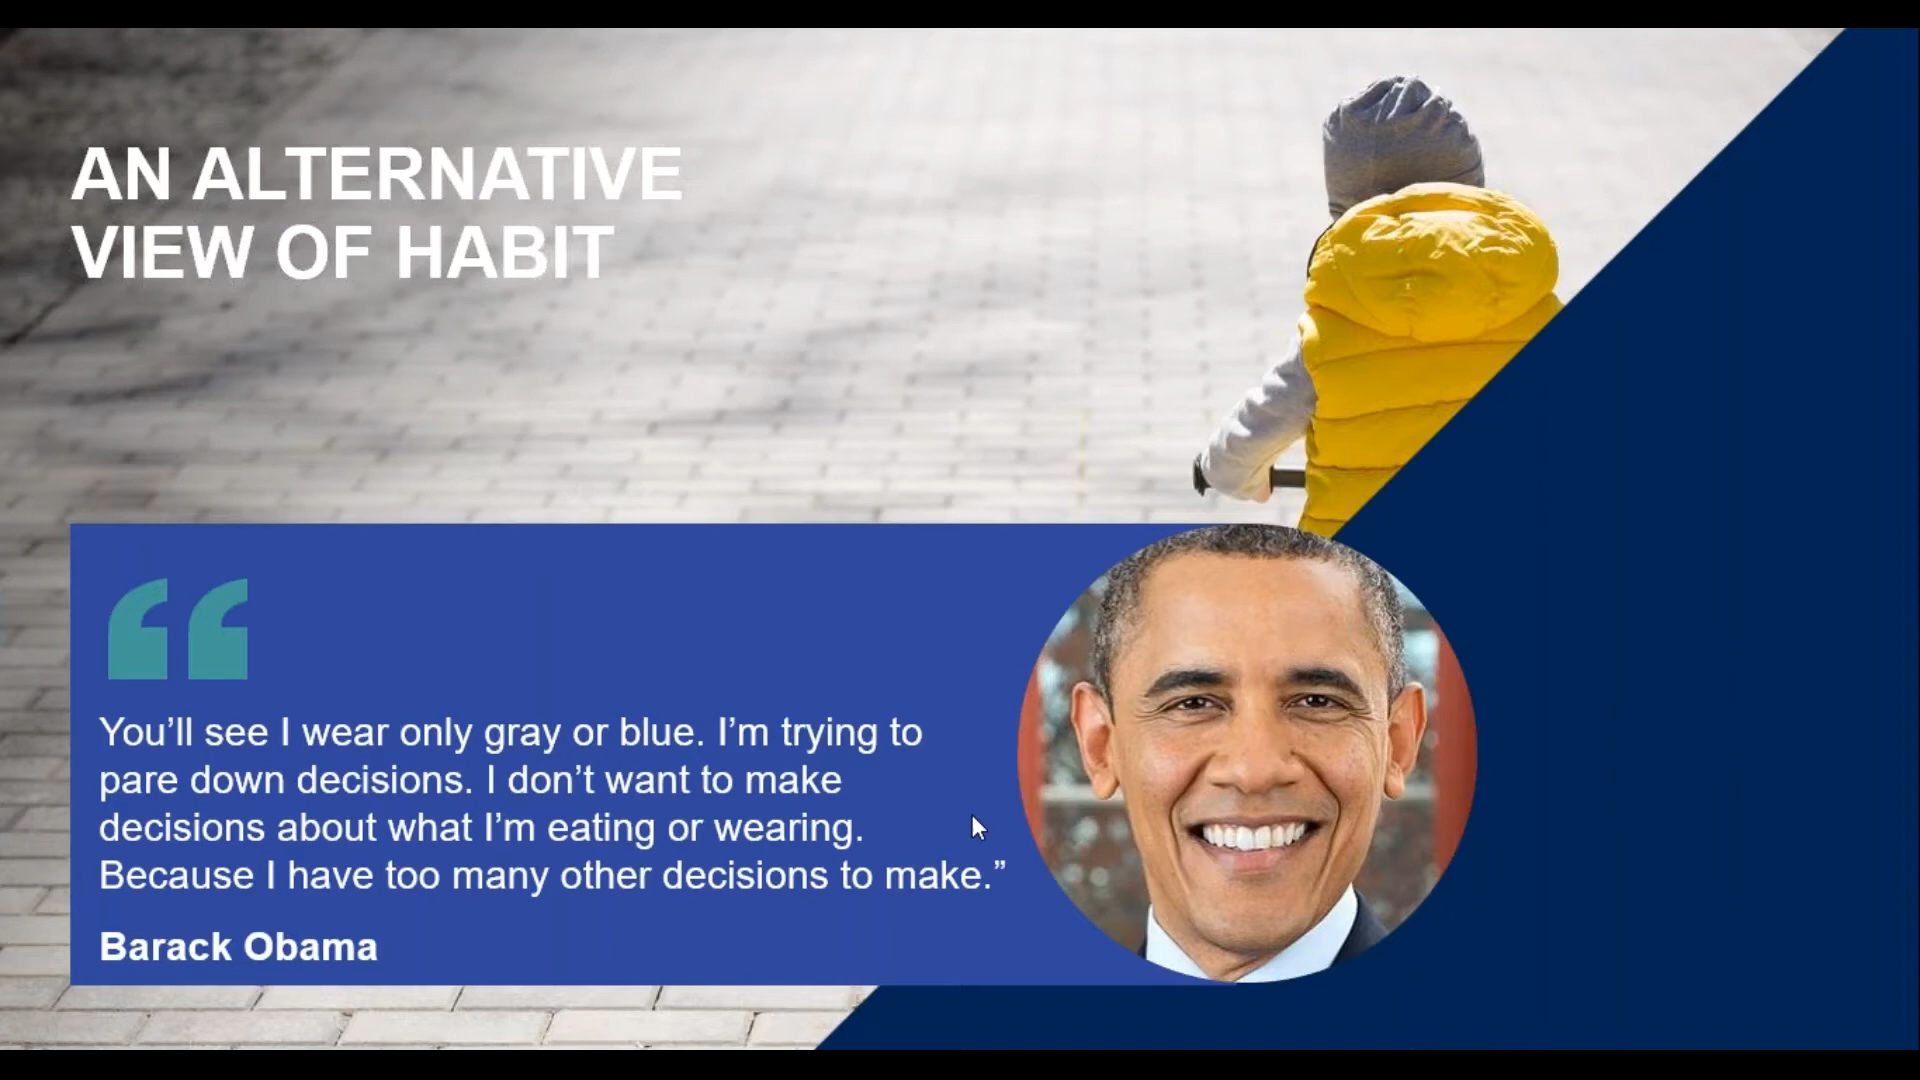 AN ALTERNATIVE
VIEW OF HABIT
“
You’ll see I wear only gray or blue. I’m trying to
pare down decisions. I don’t want to make
decisions about what I’m eating or wearing.
Because I have too many other decisions to make.”
Barack Obama